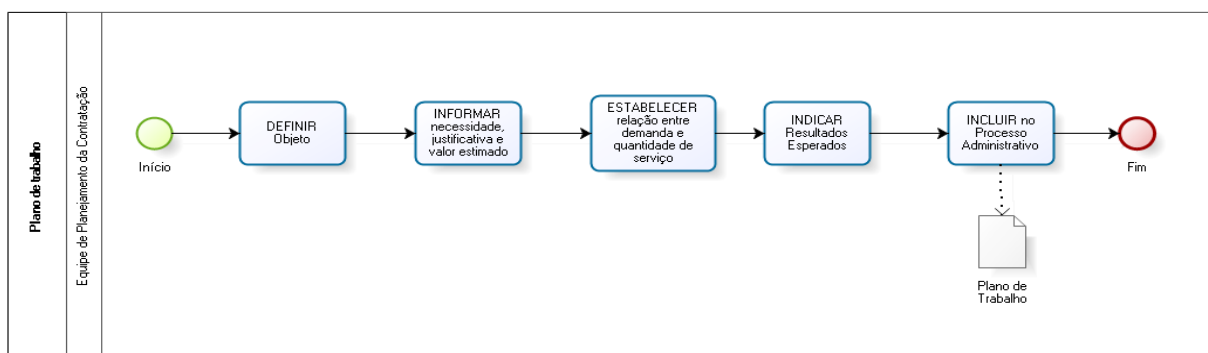 Plano de trabalho
Equipe de Planejamento da Contratação
Início
DEFINIR
Objeto
INFORMAR
necessidade,
justificativa e
valor estimado
ESTABELECER
relação entre
demanda e
quantidade de
serviço
INDICAR
Resultados
Esperados
INCLUIR no
Processo
Administrativo
Fim
Plano de
Trabalho